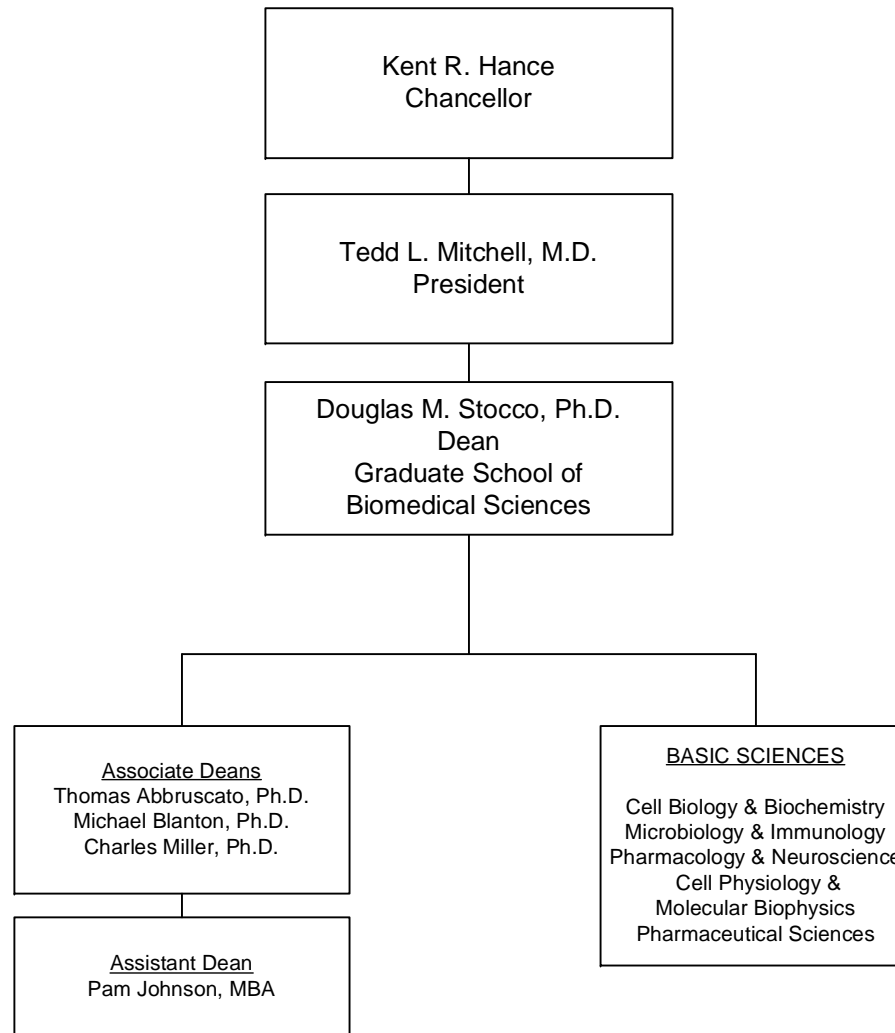 Kent R. Hance
Chancellor
Tedd L. Mitchell, M.D.
President
Douglas M. Stocco, Ph.D.
Dean
Graduate School of
Biomedical Sciences
Associate Deans
Thomas Abbruscato, Ph.D.
Michael Blanton, Ph.D.
Charles Miller, Ph.D.
Assistant Dean
Pam Johnson, MBA
BASIC SCIENCES
Cell Biology & Biochemistry
Microbiology & Immunology
Pharmacology & Neuroscience
Cell Physiology &
Molecular Biophysics
Pharmaceutical Sciences